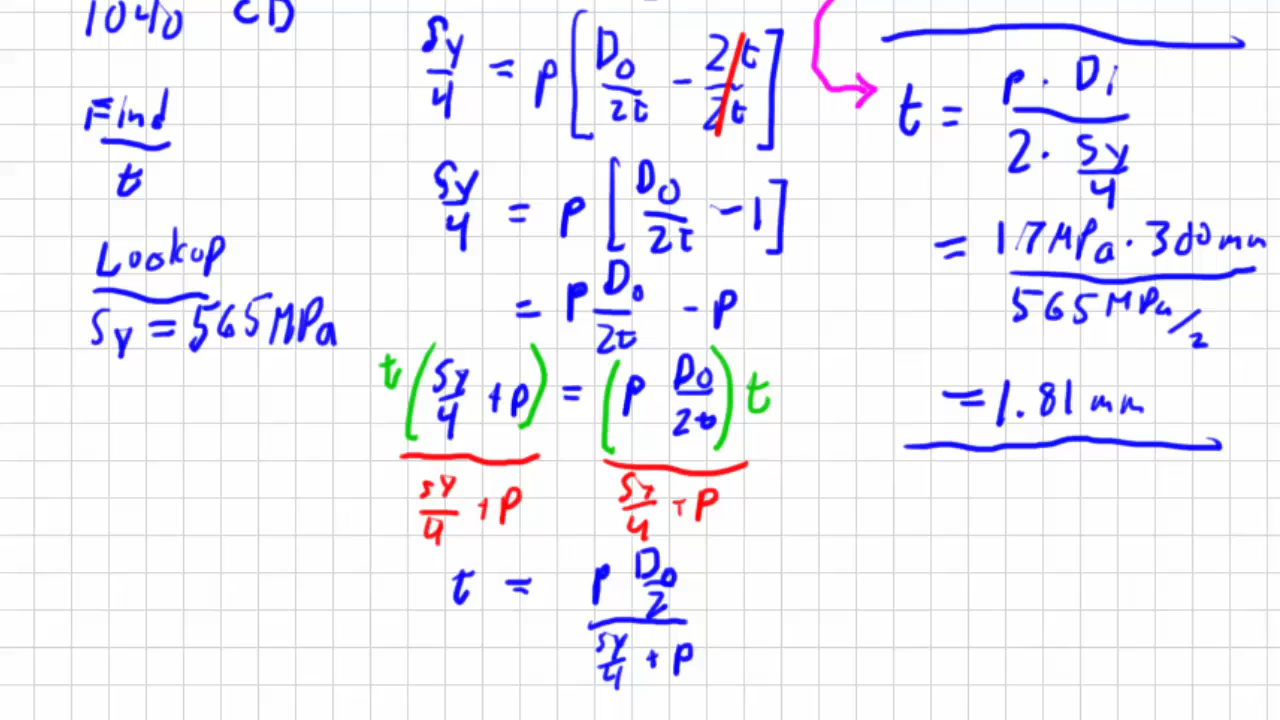 1040 CD
Find
t
Lookup
Sy = 565 MPa
Sy/4 = p [Do/2t - 2t/2t]
Sy/4 = p [Do/2t - 1]
= p Do/2t - p
t (Sy/4 + p) = (p Do/2t) t
Sy/4 + p Sy/4 + p
t = p Do/2
Sy/4 + p
t = p · Di
2 · Sy/4
= 1.7 MPa · 300 mm
565 MPa/2
= 1.81 mm